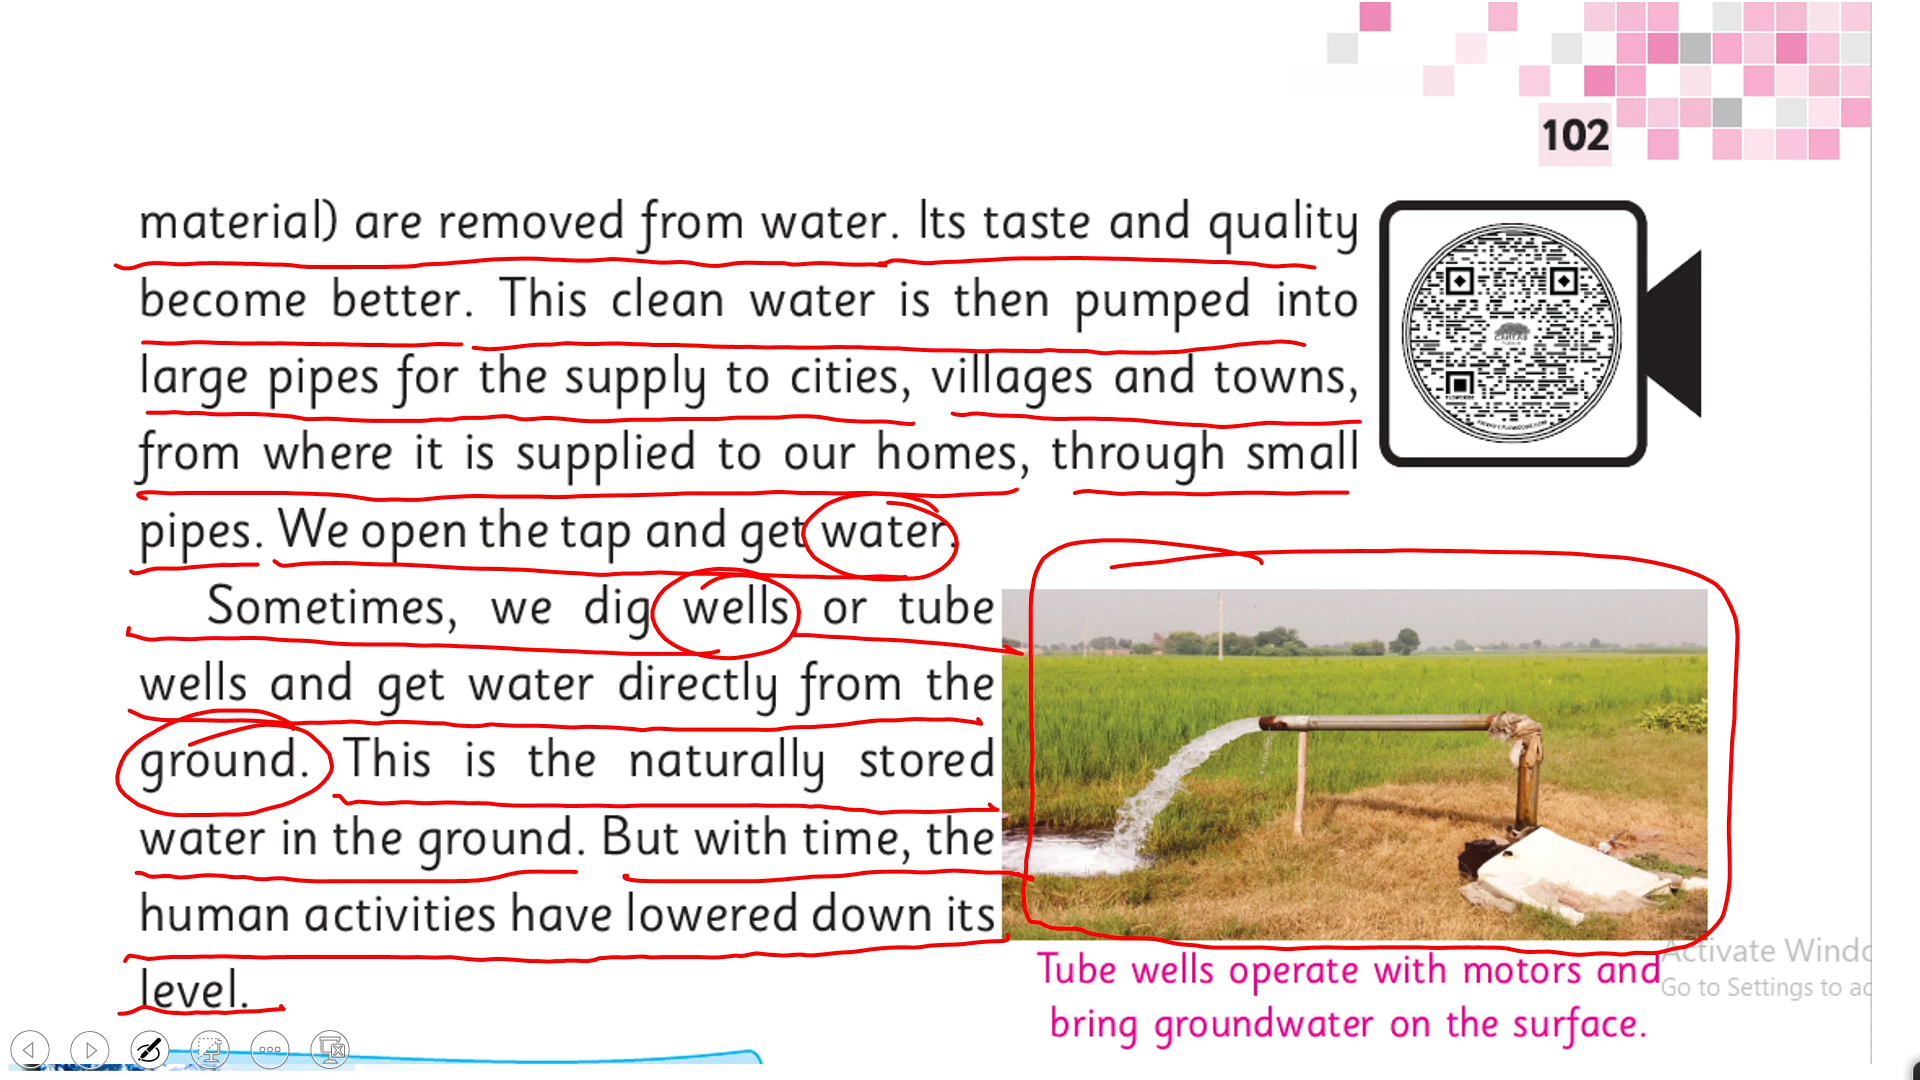 102
material) are removed from water. Its taste and quality
become better. This clean water is then pumped into
large pipes for the supply to cities, villages and towns,
from where it is supplied to our homes, through small
pipes. We open the tap and get water.
Sometimes, we dig wells or tube
wells and get water directly from the
ground. This is the naturally stored
water in the ground. But with time, the
human activities have lowered down its
level.
Tube wells operate with motors and
bring groundwater on the surface.
Activate Windo
Go to Settings to ac